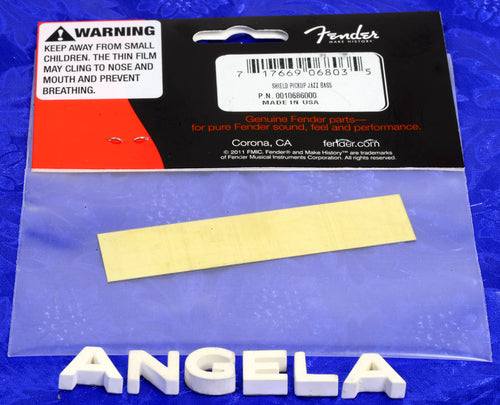 WARNING
KEEP AWAY FROM SMALL
CHILDREN. THE THIN FILM
MAY CLING TO NOSE AND
MOUTH AND PREVENT
BREATHING.
Fender
MAKE HISTORY™
7 17669 06803 5
SHIELD PICKUP JAZZ BASS
P.N. 0010686000
MADE IN USA
Genuine Fender parts—
for pure Fender sound, feel and performance.
Corona, CA fender.com
© 2011 FMIC. Fender® and Make History™ are trademarks
of Fender Musical Instruments Corporation. All rights reserved.
ANGELA